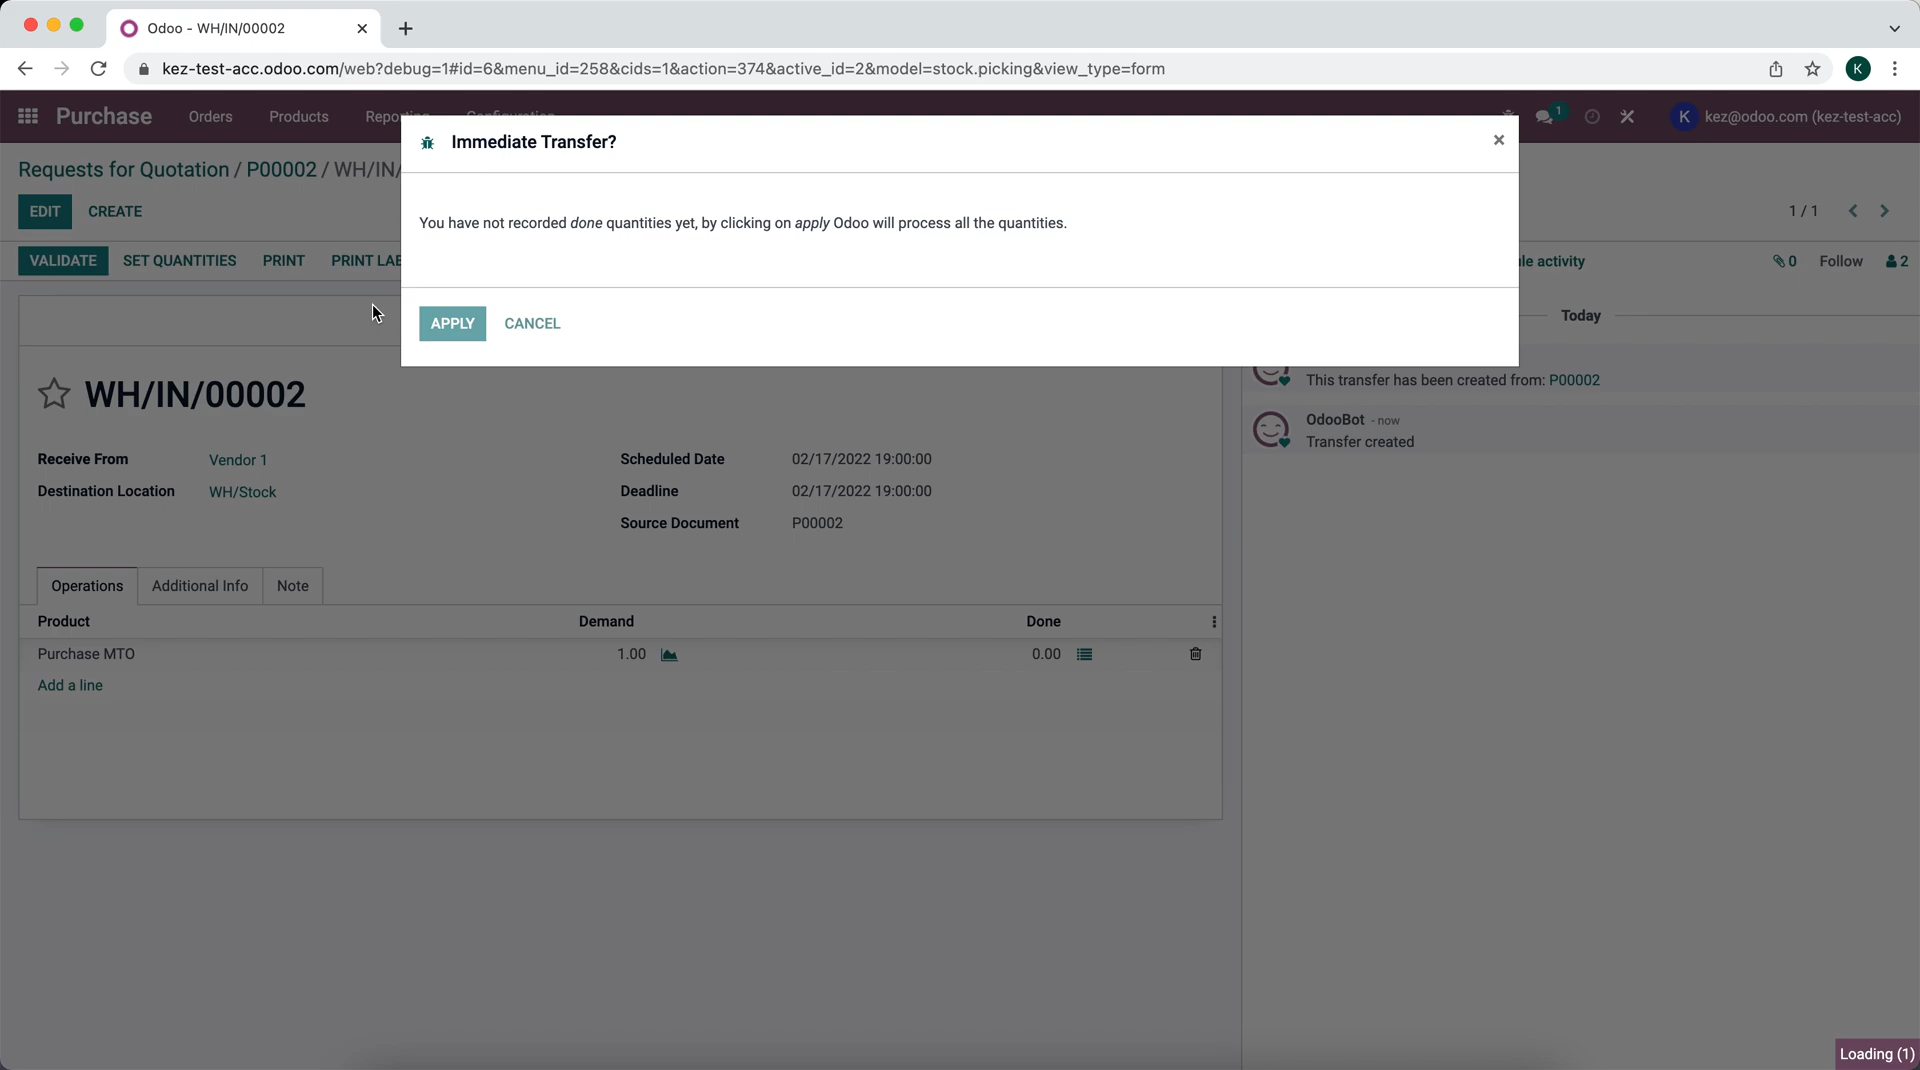 Odoo - WH/IN/00002
kez-test-acc.odoo.com/web?debug=1#id=6&menu_id=258&cids=1&action=374&active_id=2&model=stock.picking&view_type=form
K
Purchase Orders Products
1
K kez@odoo.com (kez-test-acc)
Immediate Transfer?
Requests for Quotation / P00002 / WH/IN/
EDIT CREATE
1 / 1
You have not recorded done quantities yet, by clicking on apply Odoo will process all the quantities.
VALIDATE SET QUANTITIES PRINT PRINT LAB
activity
0 Follow 2
APPLY CANCEL
Today
This transfer has been created from: P00002
WH/IN/00002
OdooBot - now
Transfer created
Receive From Vendor 1
Scheduled Date 02/17/2022 19:00:00
Destination Location WH/Stock
Deadline 02/17/2022 19:00:00
Source Document P00002
Operations Additional Info Note
Product Demand Done
Purchase MTO 1.00 0.00
Add a line
Loading (1)